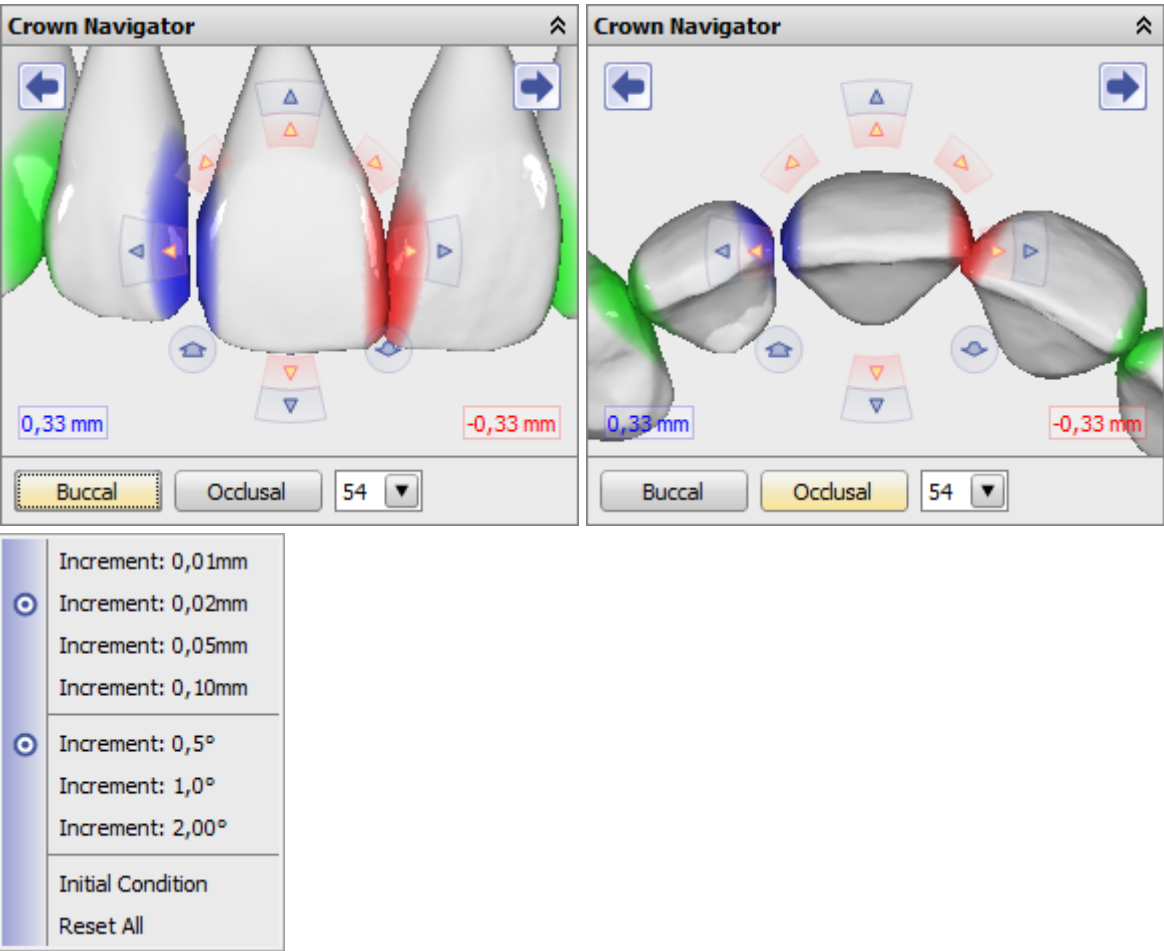 Crown Navigator
0,33 mm
-0,33 mm
Buccal
Occlusal
54
Crown Navigator
0,33 mm
-0,33 mm
Buccal
Occlusal
54
Increment: 0,01mm
Increment: 0,02mm
Increment: 0,05mm
Increment: 0,10mm
Increment: 0,5°
Increment: 1,0°
Increment: 2,00°
Initial Condition
Reset All